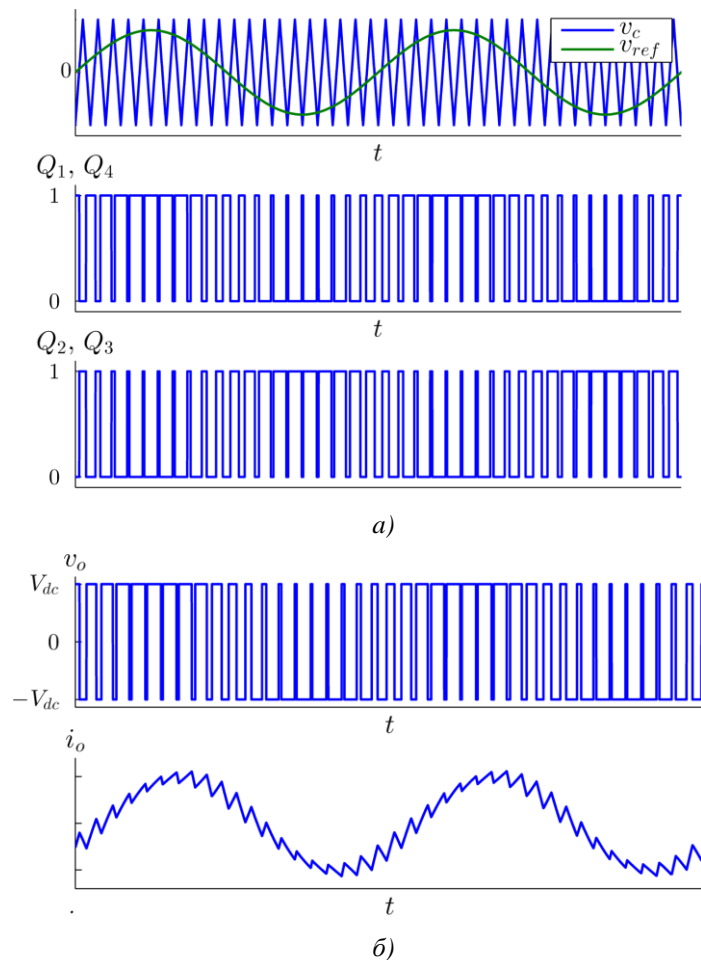 v_c
v_ref
0
t
Q_1, Q_4
1
0
t
Q_2, Q_3
1
0
а)
v_o
V_dc
0
−V_dc
t
i_o
.
t
б)